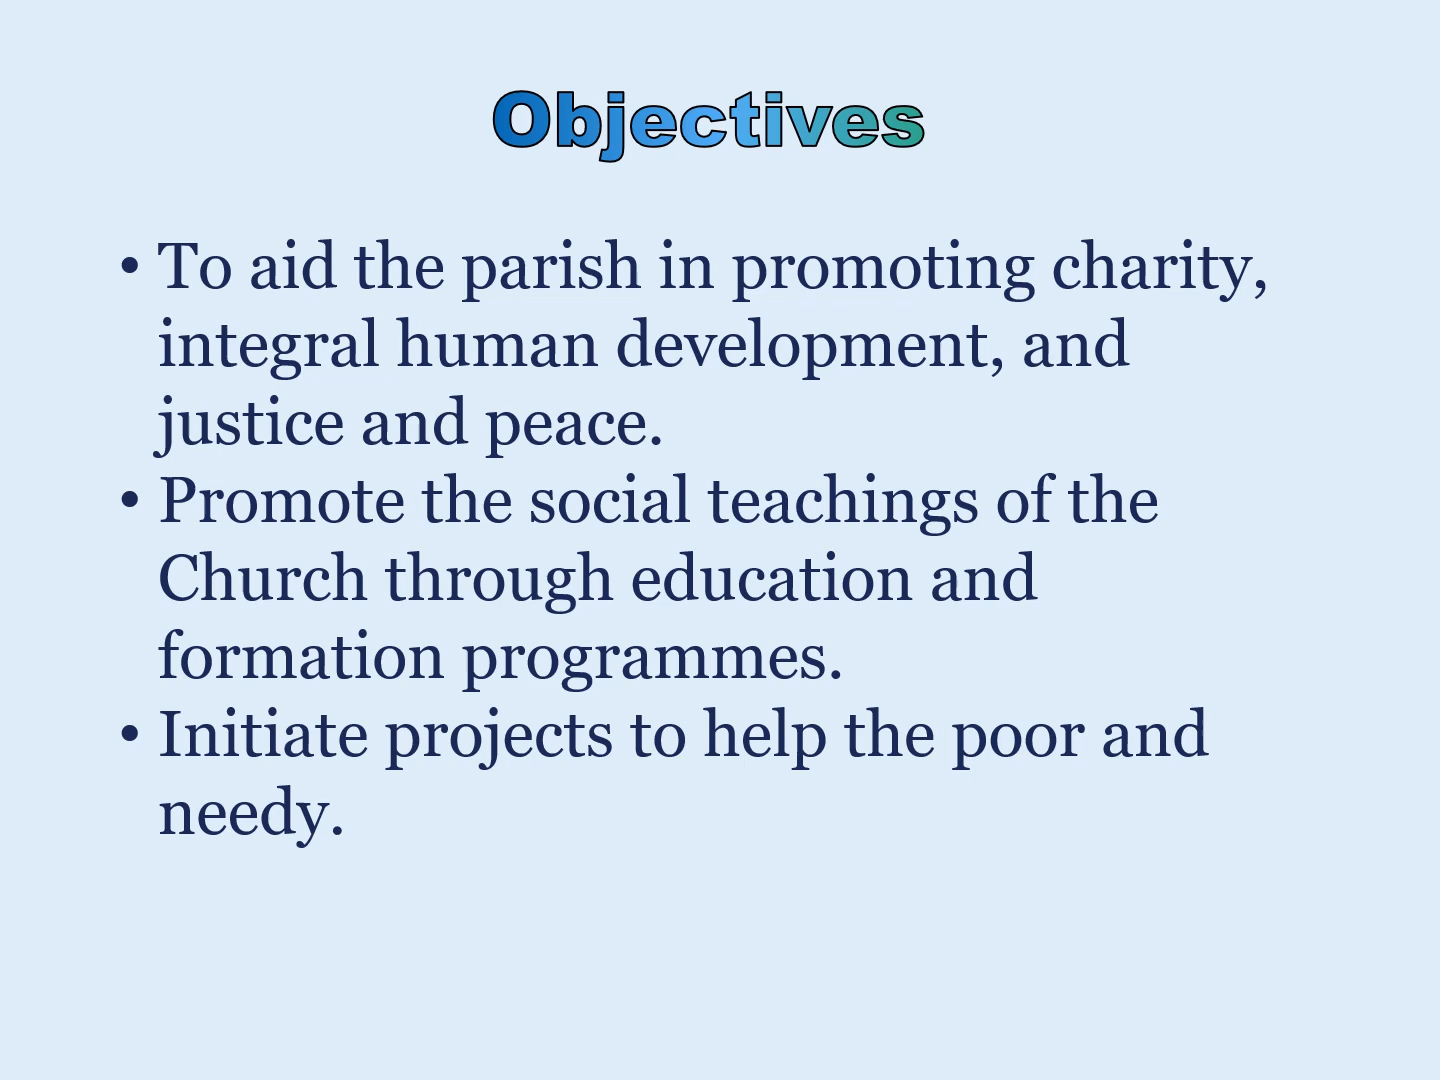 Objectives
• To aid the parish in promoting charity,
integral human development, and
justice and peace.
• Promote the social teachings of the
Church through education and
formation programmes.
• Initiate projects to help the poor and
needy.